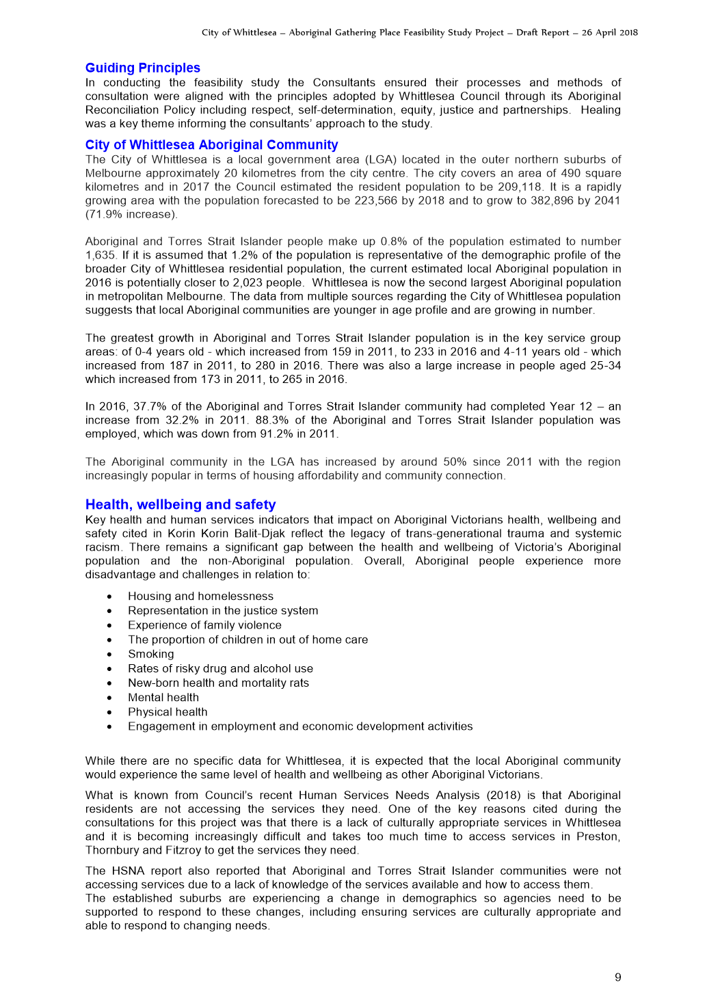 City of Whittlesea – Aboriginal Gathering Place Feasibility Study Project – Draft Report – 26 April 2018
Guiding Principles
In conducting the feasibility study the Consultants ensured their processes and methods of
consultation were aligned with the principles adopted by Whittlesea Council through its Aboriginal
Reconciliation Policy including respect, self-determination, equity, justice and partnerships.  Healing
was a key theme informing the consultants’ approach to the study.
City of Whittlesea Aboriginal Community
The City of Whittlesea is a local government area (LGA) located in the outer northern suburbs of
Melbourne approximately 20 kilometres from the city centre. The city covers an area of 490 square
kilometres and in 2017 the Council estimated the resident population to be 209,118. It is a rapidly
growing area with the population forecasted to be 223,566 by 2018 and to grow to 382,896 by 2041
(71.9% increase).
Aboriginal and Torres Strait Islander people make up 0.8% of the population estimated to number
1,635. If it is assumed that 1.2% of the population is representative of the demographic profile of the
broader City of Whittlesea residential population, the current estimated local Aboriginal population in
2016 is potentially closer to 2,023 people.  Whittlesea is now the second largest Aboriginal population
in metropolitan Melbourne. The data from multiple sources regarding the City of Whittlesea population
suggests that local Aboriginal communities are younger in age profile and are growing in number.
The greatest growth in Aboriginal and Torres Strait Islander population is in the key service group
areas: of 0-4 years old - which increased from 159 in 2011, to 233 in 2016 and 4-11 years old - which
increased from 187 in 2011, to 280 in 2016. There was also a large increase in people aged 25-34
which increased from 173 in 2011, to 265 in 2016.
In 2016, 37.7% of the Aboriginal and Torres Strait Islander community had completed Year 12 – an
increase from 32.2% in 2011. 88.3% of the Aboriginal and Torres Strait Islander population was
employed, which was down from 91.2% in 2011.
The Aboriginal community in the LGA has increased by around 50% since 2011 with the region
increasingly popular in terms of housing affordability and community connection.
Health, wellbeing and safety
Key health and human services indicators that impact on Aboriginal Victorians health, wellbeing and
safety cited in Korin Korin Balit-Djak reflect the legacy of trans-generational trauma and systemic
racism. There remains a significant gap between the health and wellbeing of Victoria’s Aboriginal
population and the non-Aboriginal population. Overall, Aboriginal people experience more
disadvantage and challenges in relation to:
• Housing and homelessness
• Representation in the justice system
• Experience of family violence
• The proportion of children in out of home care
• Smoking
• Rates of risky drug and alcohol use
• New-born health and mortality rats
• Mental health
• Physical health
• Engagement in employment and economic development activities
While there are no specific data for Whittlesea, it is expected that the local Aboriginal community
would experience the same level of health and wellbeing as other Aboriginal Victorians.
What is known from Council’s recent Human Services Needs Analysis (2018) is that Aboriginal
residents are not accessing the services they need. One of the key reasons cited during the
consultations for this project was that there is a lack of culturally appropriate services in Whittlesea
and it is becoming increasingly difficult and takes too much time to access services in Preston,
Thornbury and Fitzroy to get the services they need.
The HSNA report also reported that Aboriginal and Torres Strait Islander communities were not
accessing services due to a lack of knowledge of the services available and how to access them.
The established suburbs are experiencing a change in demographics so agencies need to be
supported to respond to these changes, including ensuring services are culturally appropriate and
able to respond to changing needs.
9